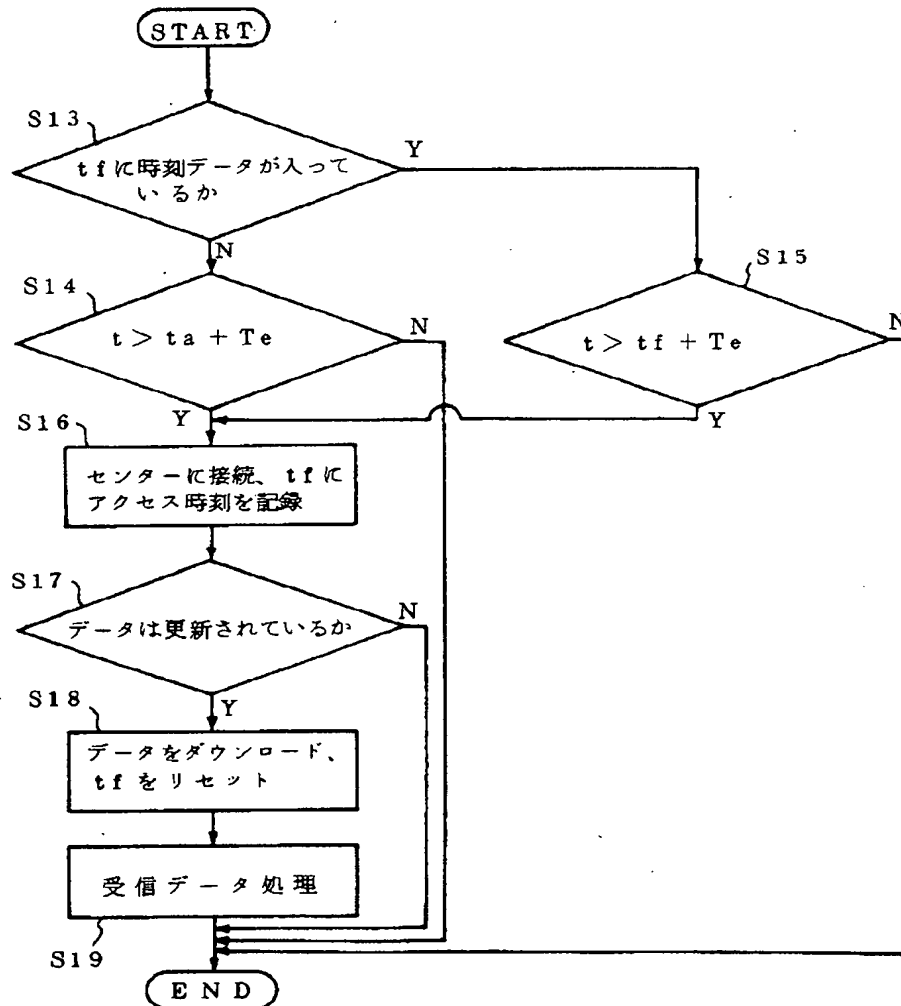 START
S13
tfに時刻データが入って
いるか
Y
N
S14
t > ta + Te
N
Y
S15
t > tf + Te
N
Y
S16
センターに接続、tfに
アクセス時刻を記録
S17
データは更新されているか
N
Y
S18
データをダウンロード、
tfをリセット
受信データ処理
S19
END